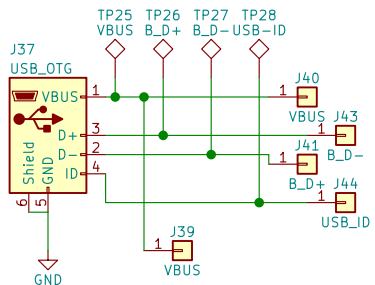 TP25 TP26 TP27 TP28
VBUS B_D+ B_D- USB-ID
J37
USB_OTG
J40
VBUS 1 1
VBUS
J43
D+ 3 1
B_D-
D- 2
J41
1
B_D+
ID 4
J44
1
USB_ID
Shield
GND
6 5
J39
1
VBUS
GND